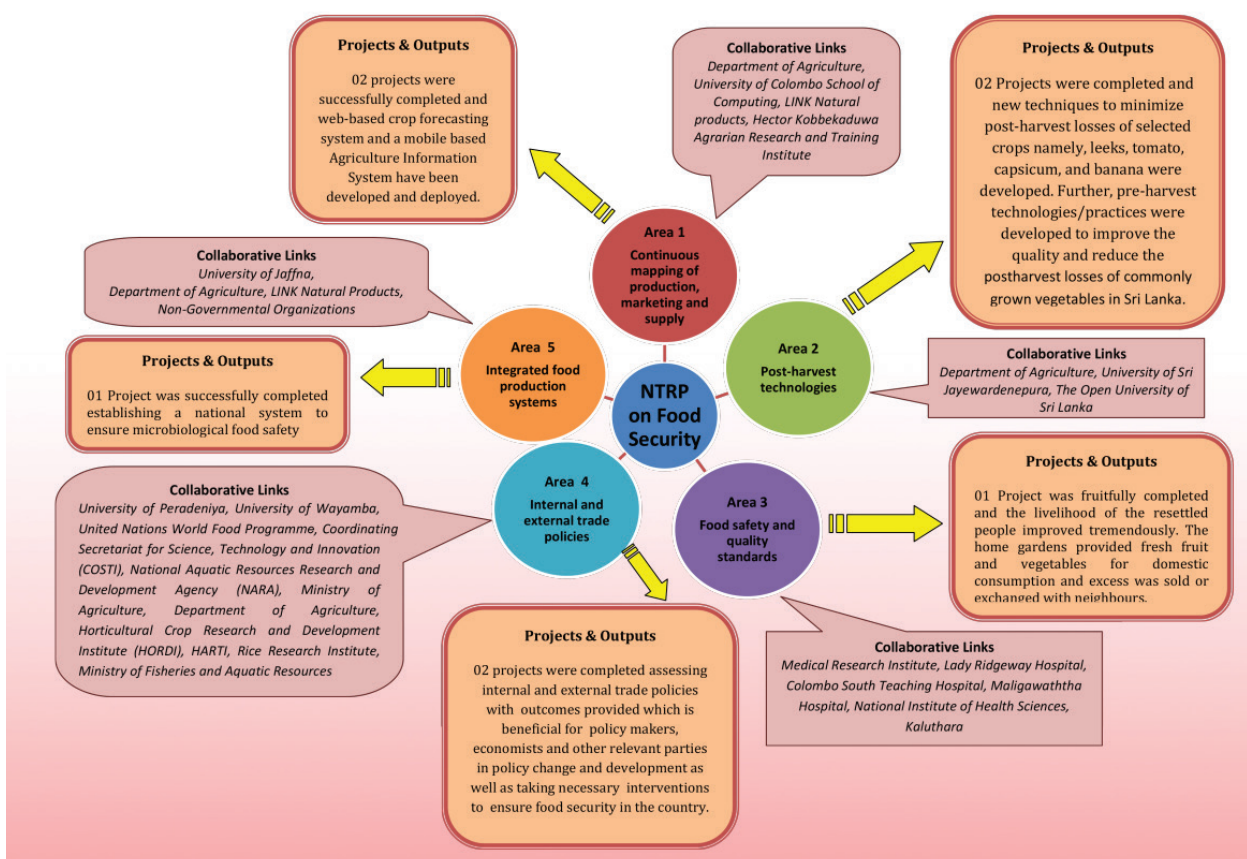 Projects & Outputs
02 projects were
successfully completed and
web-based crop forecasting
system and a mobile based
Agriculture Information
System have been
developed and deployed.
Collaborative Links
Department of Agriculture,
University of Colombo School of
Computing, LINK Natural
products, Hector Kobbekaduwa
Agrarian Research and Training
Institute
Projects & Outputs
02 Projects were completed and
new techniques to minimize
post-harvest losses of selected
crops namely, leeks, tomato,
capsicum, and banana were
developed. Further, pre-harvest
technologies/practices were
developed to improve the
quality and reduce the
postharvest losses of commonly
grown vegetables in Sri Lanka.
Area 1
Continuous
mapping of
production,
marketing and
supply
Collaborative Links
University of Jaffna,
Department of Agriculture, LINK Natural Products,
Non-Governmental Organizations
Area 5
Integrated food
production
systems
Area 2
Post-harvest
technologies
Projects & Outputs
01 Project was successfully completed
establishing a national system to
ensure microbiological food safety
NTRP
on Food
Security
Collaborative Links
Department of Agriculture, University of Sri
Jayewardenepura, The Open University of
Sri Lanka
Collaborative Links
University of Peradeniya, University of Wayamba,
United Nations World Food Programme, Coordinating
Secretariat for Science, Technology and Innovation
(COSTI), National Aquatic Resources Research and
Development Agency (NARA), Ministry of
Agriculture, Department of Agriculture,
Horticultural Crop Research and Development
Institute (HORDI), HARTI, Rice Research Institute,
Ministry of Fisheries and Aquatic Resources
Area 4
Internal and
external trade
policies
Area 3
Food safety and
quality
standards
Projects & Outputs
01 Project was fruitfully completed
and the livelihood of the resettled
people improved tremendously. The
home gardens provided fresh fruit
and vegetables for domestic
consumption and excess was sold or
exchanged with neighbours.
Projects & Outputs
02 projects were completed assessing
internal and external trade policies
with outcomes provided which is
beneficial for policy makers,
economists and other relevant parties
in policy change and development as
well as taking necessary interventions
to ensure food security in the country.
Collaborative Links
Medical Research Institute, Lady Ridgeway Hospital,
Colombo South Teaching Hospital, Maligawaththa
Hospital, National Institute of Health Sciences,
Kaluthara